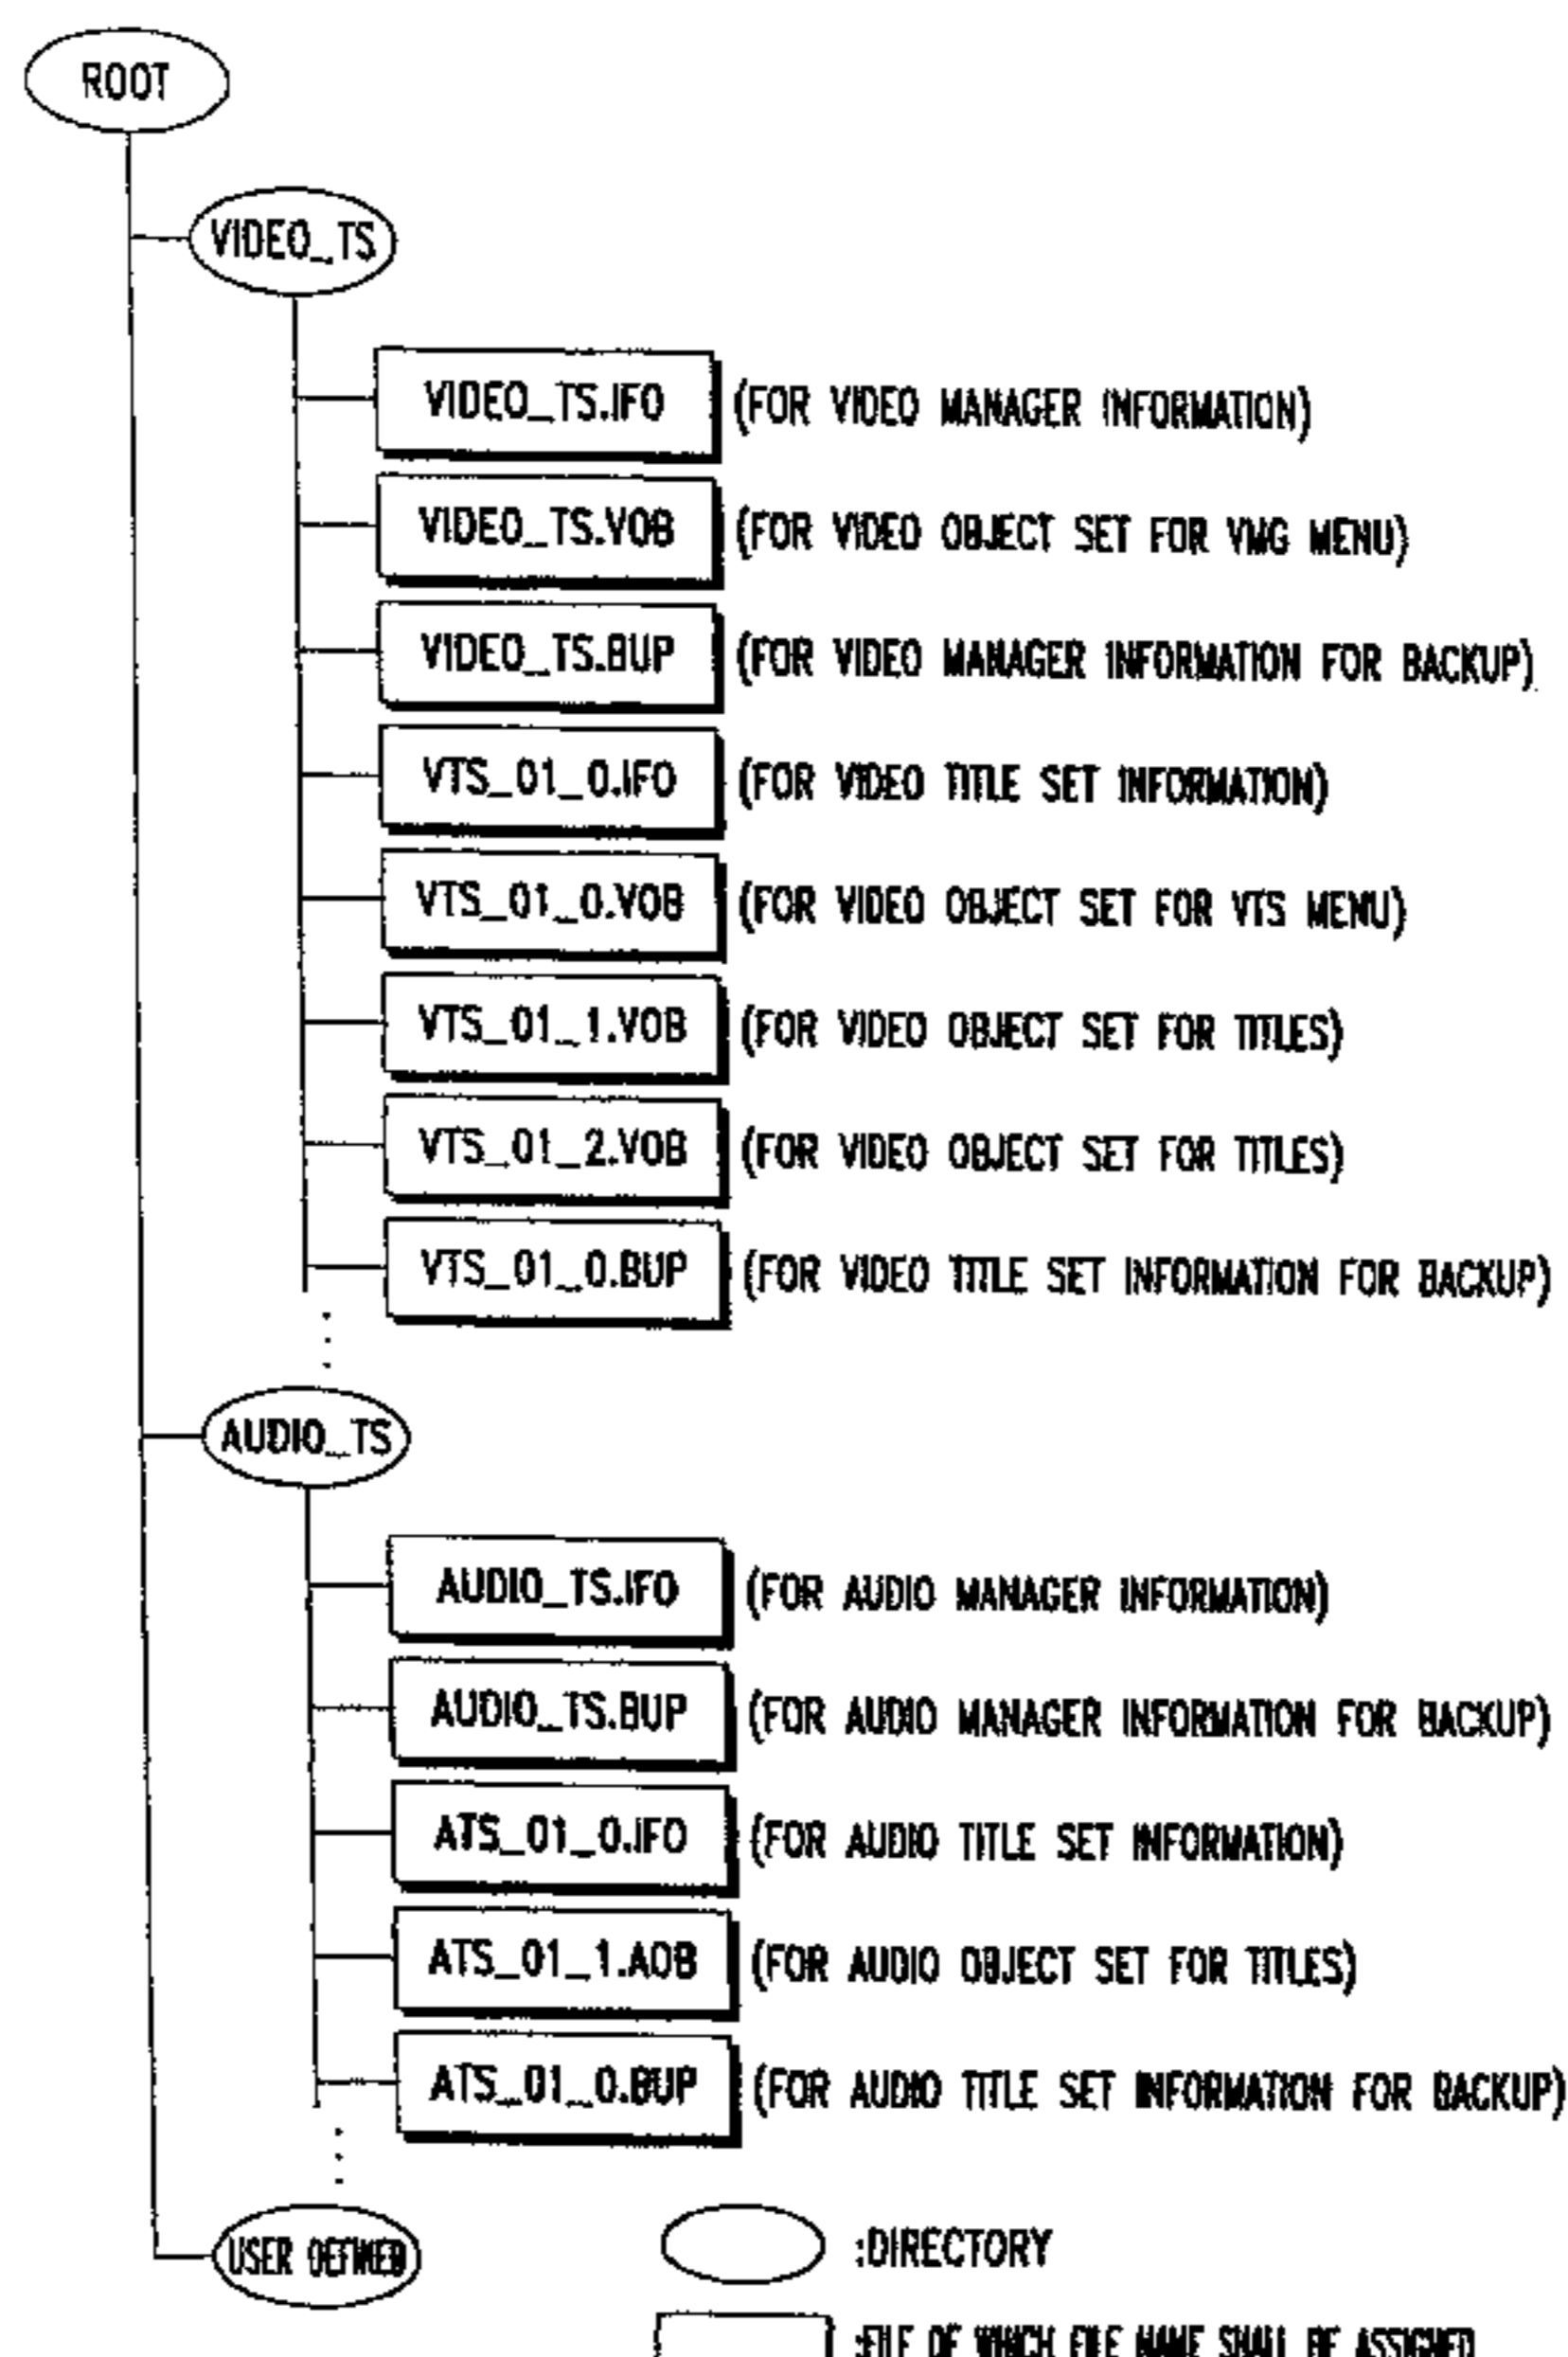 ROOT
VIDEO_TS
VIDEO_TS.IFO (FOR VIDEO MANAGER INFORMATION)
VIDEO_TS.VOB (FOR VIDEO OBJECT SET FOR VMG MENU)
VIDEO_TS.BUP (FOR VIDEO MANAGER INFORMATION FOR BACKUP)
VTS_01_0.IFO (FOR VIDEO TITLE SET INFORMATION)
VTS_01_0.VOB (FOR VIDEO OBJECT SET FOR VTS MENU)
VTS_01_1.VOB (FOR VIDEO OBJECT SET FOR TITLES)
VTS_01_2.VOB (FOR VIDEO OBJECT SET FOR TITLES)
VTS_01_0.BUP (FOR VIDEO TITLE SET INFORMATION FOR BACKUP)
AUDIO_TS
AUDIO_TS.IFO (FOR AUDIO MANAGER INFORMATION)
AUDIO_TS.BUP (FOR AUDIO MANAGER INFORMATION FOR BACKUP)
ATS_01_0.IFO (FOR AUDIO TITLE SET INFORMATION)
ATS_01_1.AOB (FOR AUDIO OBJECT SET FOR TITLES)
ATS_01_0.BUP (FOR AUDIO TITLE SET INFORMATION FOR BACKUP)
USER DEFINED
:DIRECTORY
:FILE OF WHICH FILE NAME SHALL BE ASSIGNED